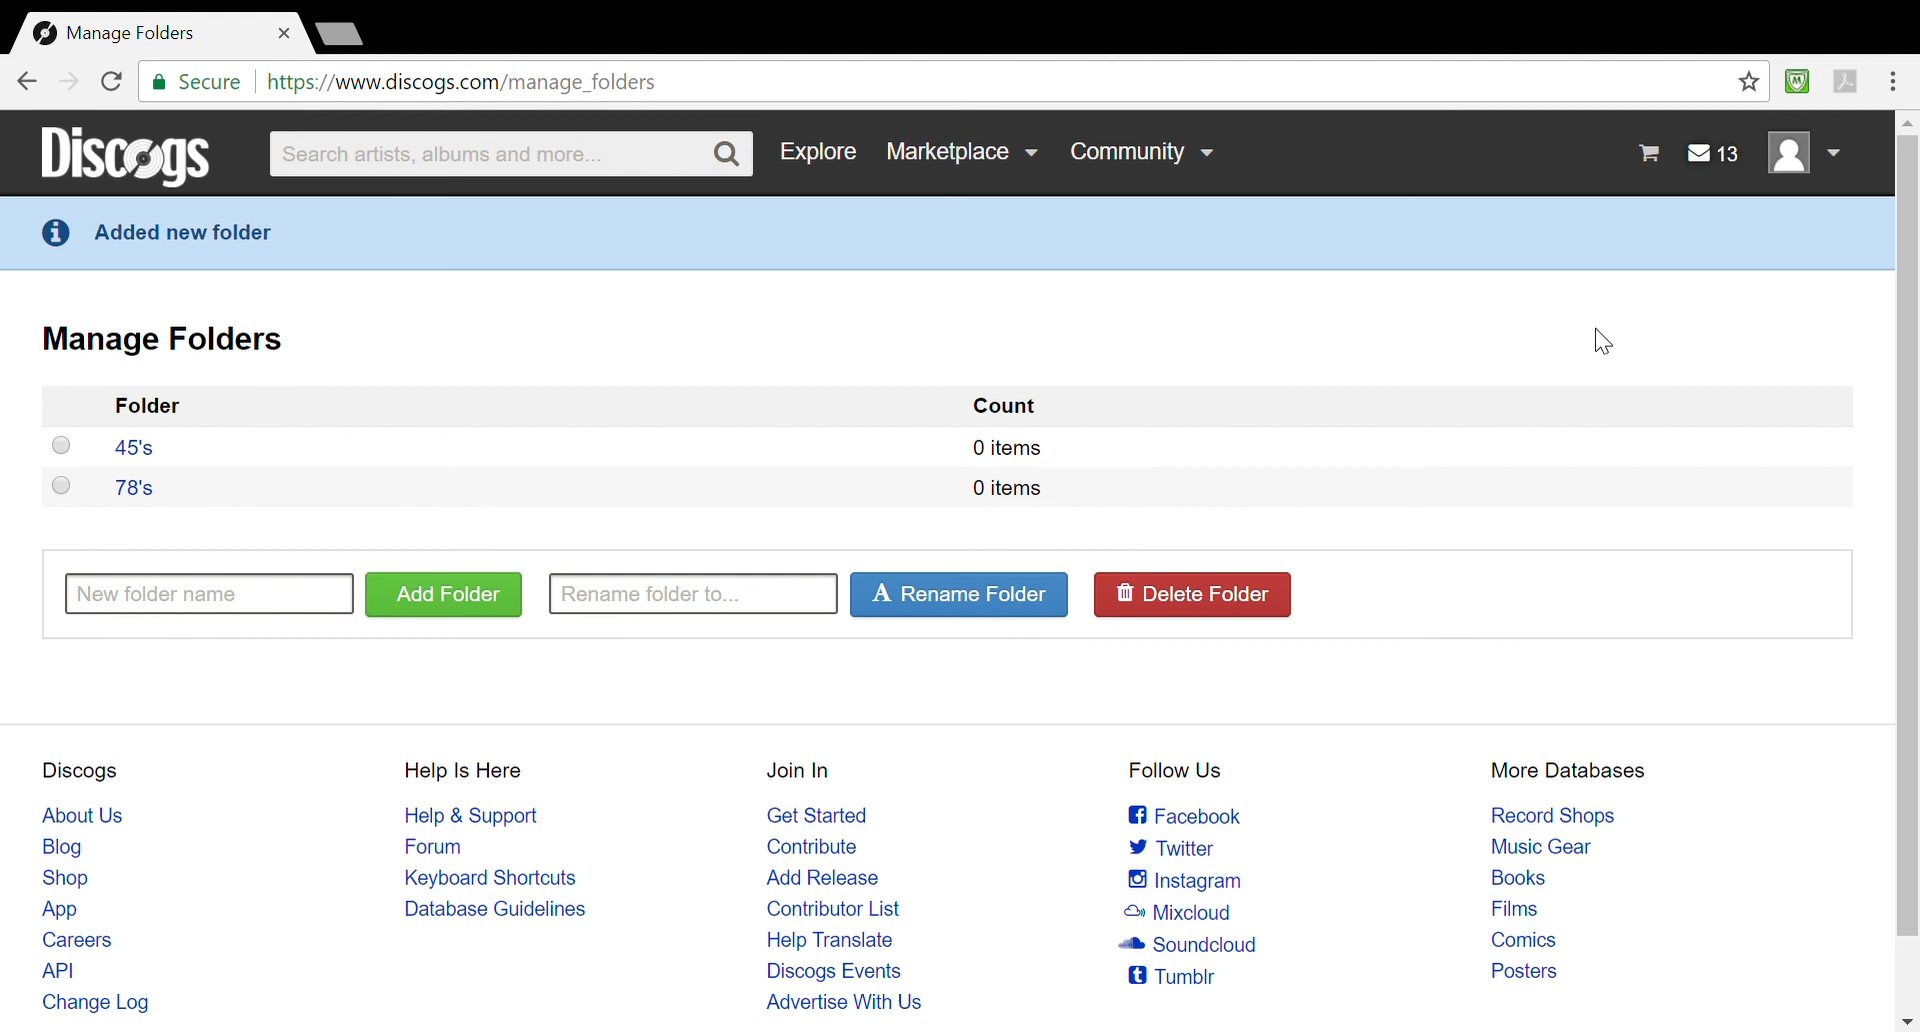 Manage Folders
Secure https://www.discogs.com/manage_folders
Discogs Search artists, albums and more... Explore Marketplace Community 13
Added new folder
Manage Folders
Folder Count
45's 0 items
78's 0 items
New folder name Add Folder Rename folder to... A Rename Folder Delete Folder
Discogs Help Is Here Join In Follow Us More Databases
About Us Help & Support Get Started Facebook Record Shops
Blog Forum Contribute Twitter Music Gear
Shop Keyboard Shortcuts Add Release Instagram Books
App Database Guidelines Contributor List Mixcloud Films
Careers Help Translate Soundcloud Comics
API Discogs Events Tumblr Posters
Change Log Advertise With Us